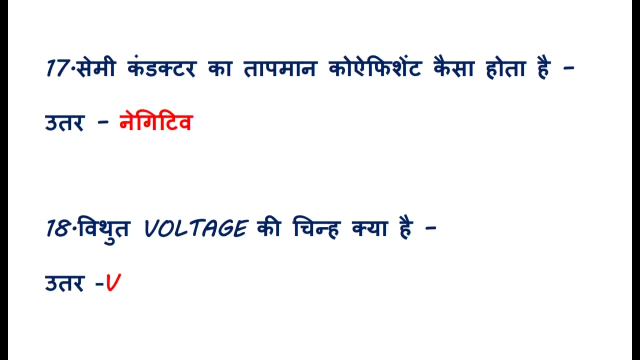 17.सेमी कंडक्टर का तापमान कोऐफिशेंट कैसा होता है -
उतर - नेगिटिव
18.विथुत VOLTAGE की चिन्ह क्या है -
उतर -V